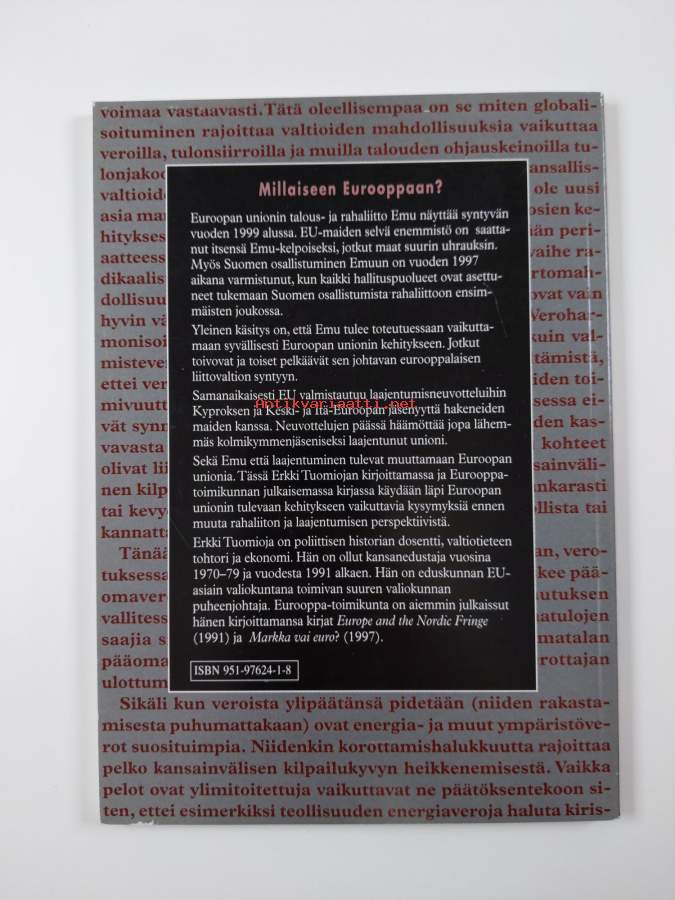 voimaa vastaavasti. Tätä oleellisempaa on se miten globali-
soituminen rajoittaa valtioiden mahdollisuuksia vaikuttaa
veroilla, tulonsiirroilla ja muilla talouden ohjauskeinoilla tu-
Millaiseen Eurooppaan?
Euroopan unionin talous- ja rahaliitto Emu näyttää syntyvän
vuoden 1999 alussa. EU-maiden selvä enemmistö on saatta-
nut itsensä Emu-kelpoiseksi, jotkut maat suurin uhrauksin.
Myös Suomen osallistuminen Emuun on vuoden 1997
aikana varmistunut, kun kaikki hallituspuolueet ovat asettu-
neet tukemaan Suomen osallistumista rahaliittoon ensim-
mäisten joukossa.
Yleinen käsitys on, että Emu tulee toteutuessaan vaikutta-
maan syvällisesti Euroopan unionin kehitykseen. Jotkut
toivovat ja toiset pelkäävät sen johtavan eurooppalaisen
liittovaltion syntyyn.
Samanaikaisesti EU valmistautuu laajentumisneuvotteluihin
antikvariaatti.net
Kyproksen ja Keski- ja Itä-Euroopan jäsenyyttä hakeneiden
maiden kanssa. Neuvottelujen päässä häämöttää jopa lähem-
mäs kolmikymmenjäseniseksi laajentunut unioni.
Sekä Emu että laajentuminen tulevat muuttamaan Euroopan
unionia. Tässä Erkki Tuomiojan kirjoittamassa ja Eurooppa-
toimikunnan julkaisemassa kirjassa käydään läpi Euroopan
unionin tulevaan kehitykseen vaikuttavia kysymyksiä ennen
muuta rahaliiton ja laajentumisen perspektiivistä.
Erkki Tuomioja on poliittisen historian dosentti, valtiotieteen
tohtori ja ekonomi. Hän on ollut kansanedustaja vuosina
1970–79 ja vuodesta 1991 alkaen. Hän on eduskunnan EU-
asiain valiokuntana toimivan suuren valiokunnan
puheenjohtaja. Eurooppa-toimikunta on aiemmin julkaissut
hänen kirjoittamansa kirjat Europe and the Nordic Fringe
(1991) ja Markka vai euro? (1997).
ISBN 951-97624-1-8
Sikäli kun veroista ylipäätänsä pidetään (niiden rakasta-
misesta puhumattakaan) ovat energia- ja muut ympäristöve-
rot suosituimpia. Niidenkin korottamishalukkuutta rajoittaa
pelko kansainvälisen kilpailukyvyn heikkenemisestä. Vaikka
pelot ovat ylimitoitettuja vaikuttavat ne päätöksentekoon si-
ten, ettei esimerkiksi teollisuuden energiaveroja haluta kiris-